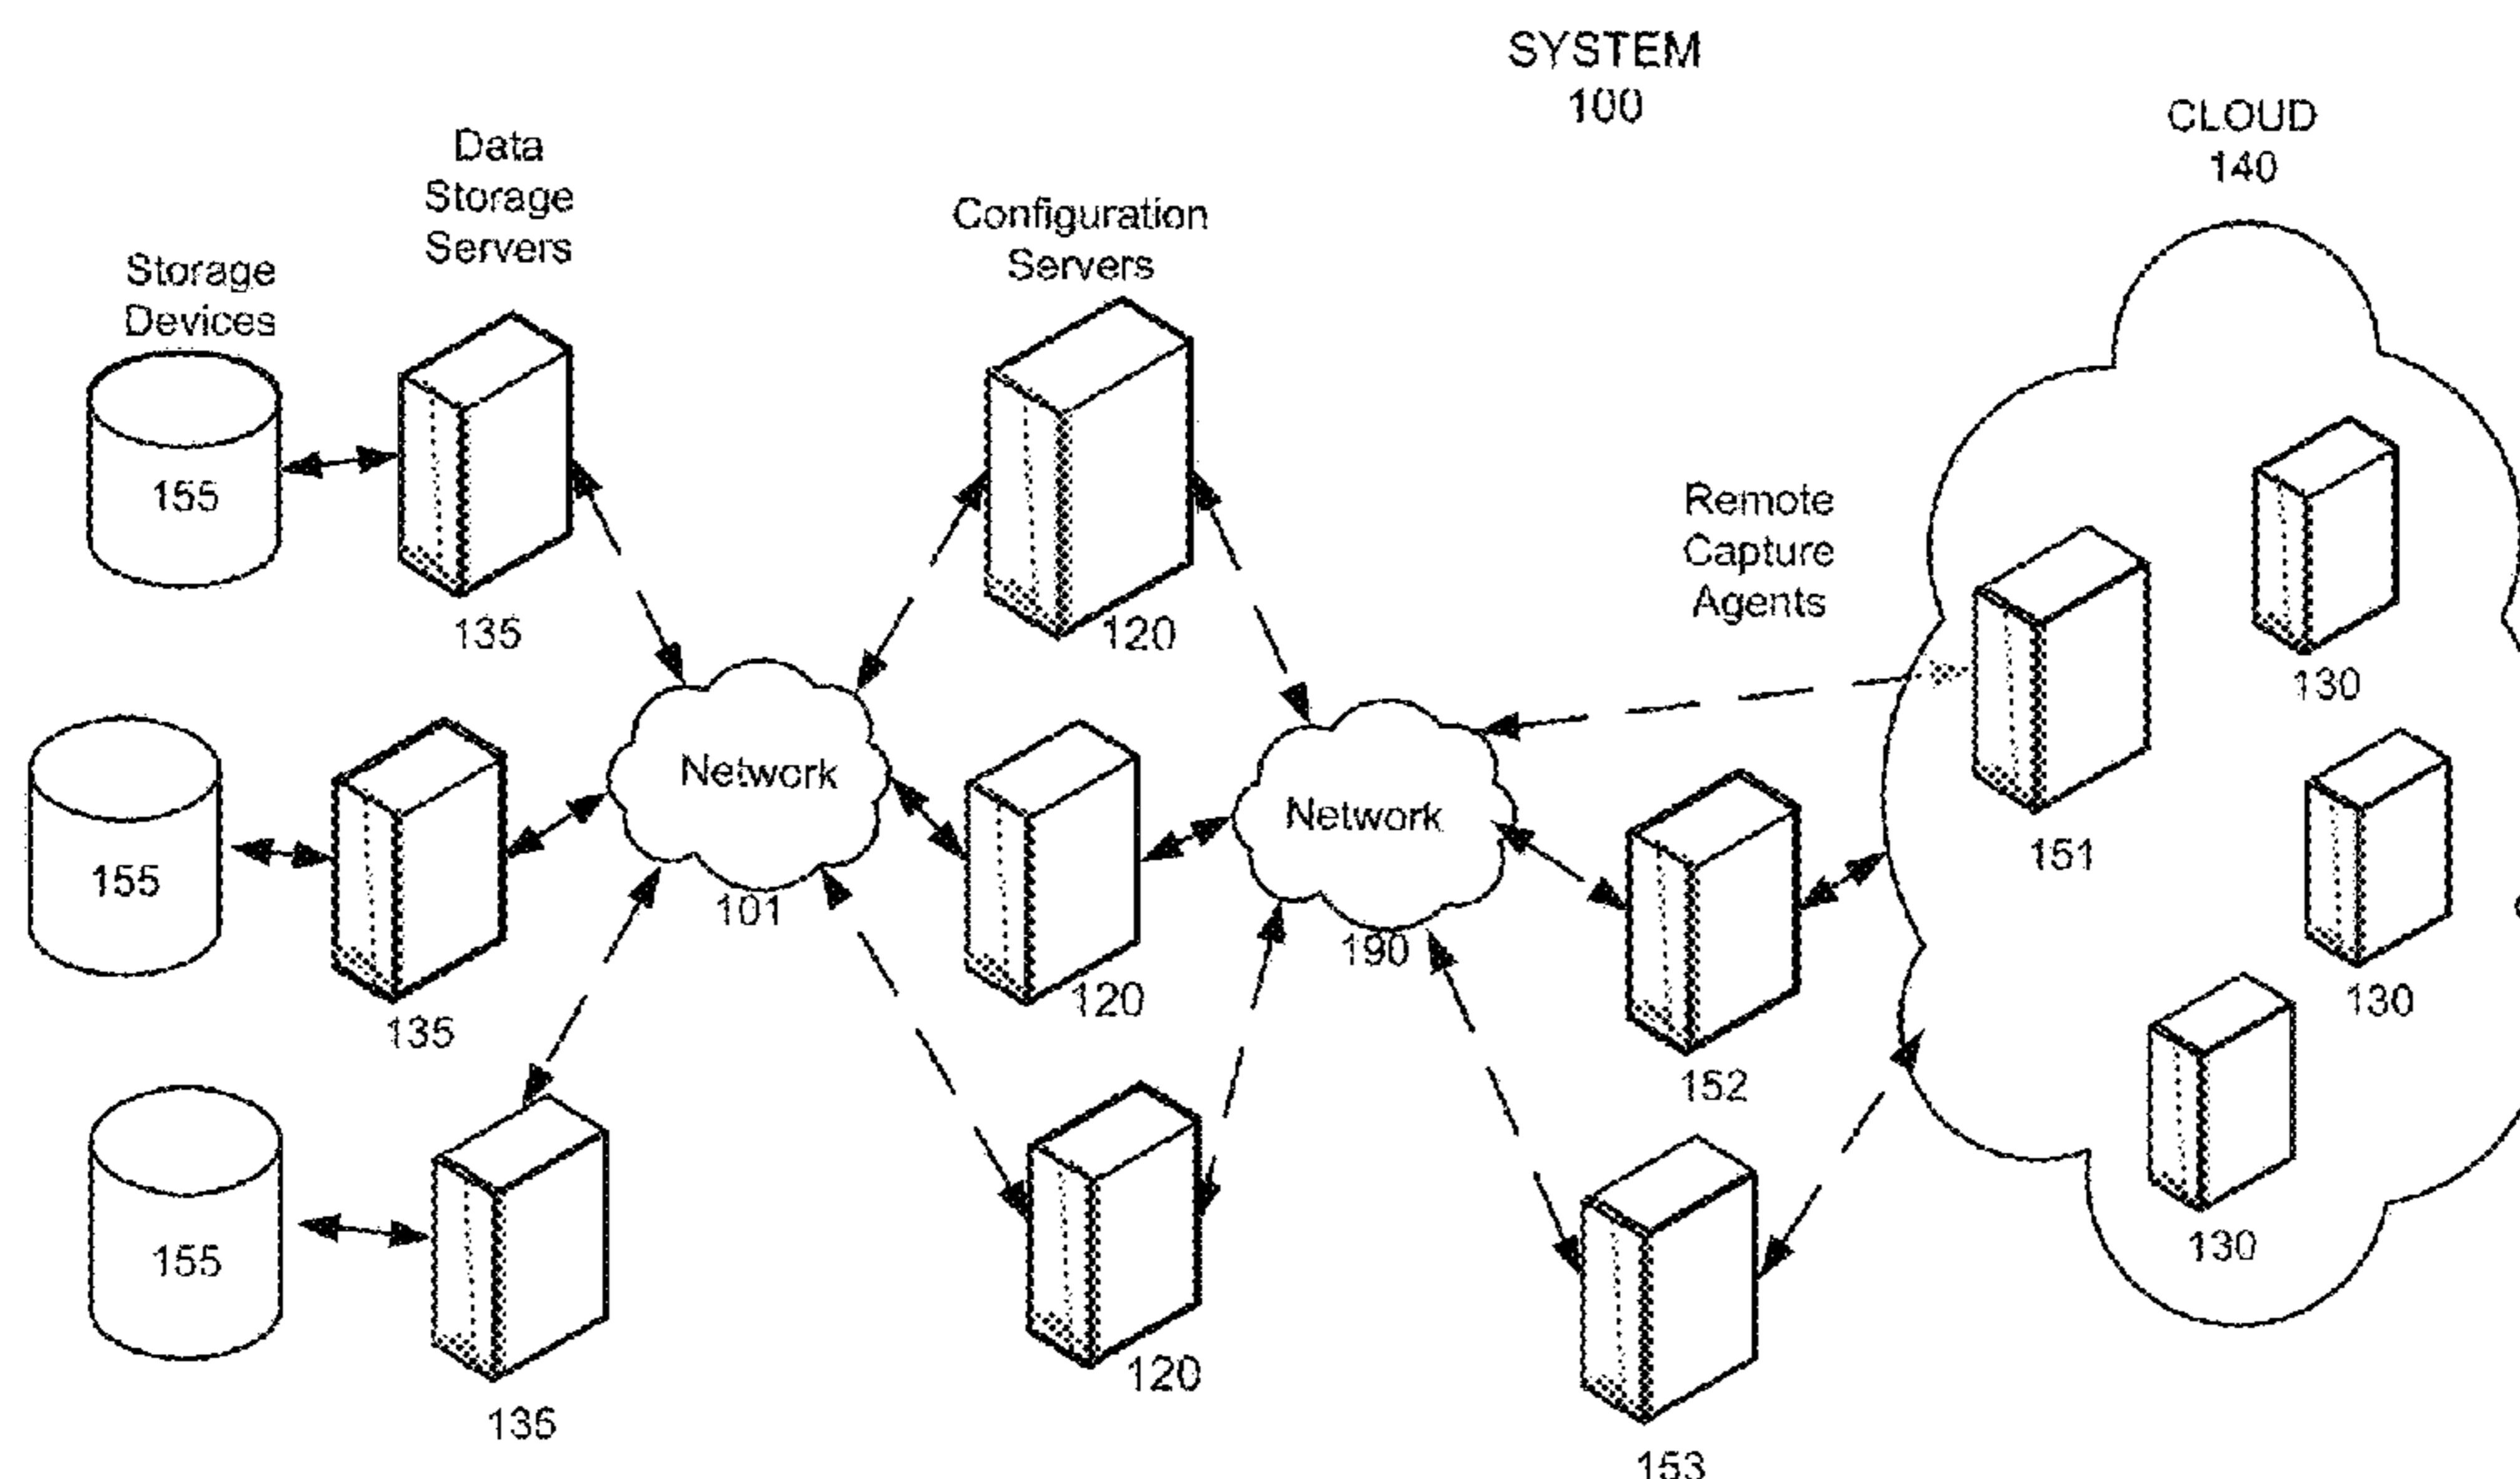 SYSTEM
100
CLOUD
140
Data
Storage
Servers
Configuration
Servers
Storage
Devices
Remote
Capture
Agents
155
135
120
130
Network
101
Network
190
151
155
135
120
152
130
155
135
120
153
130